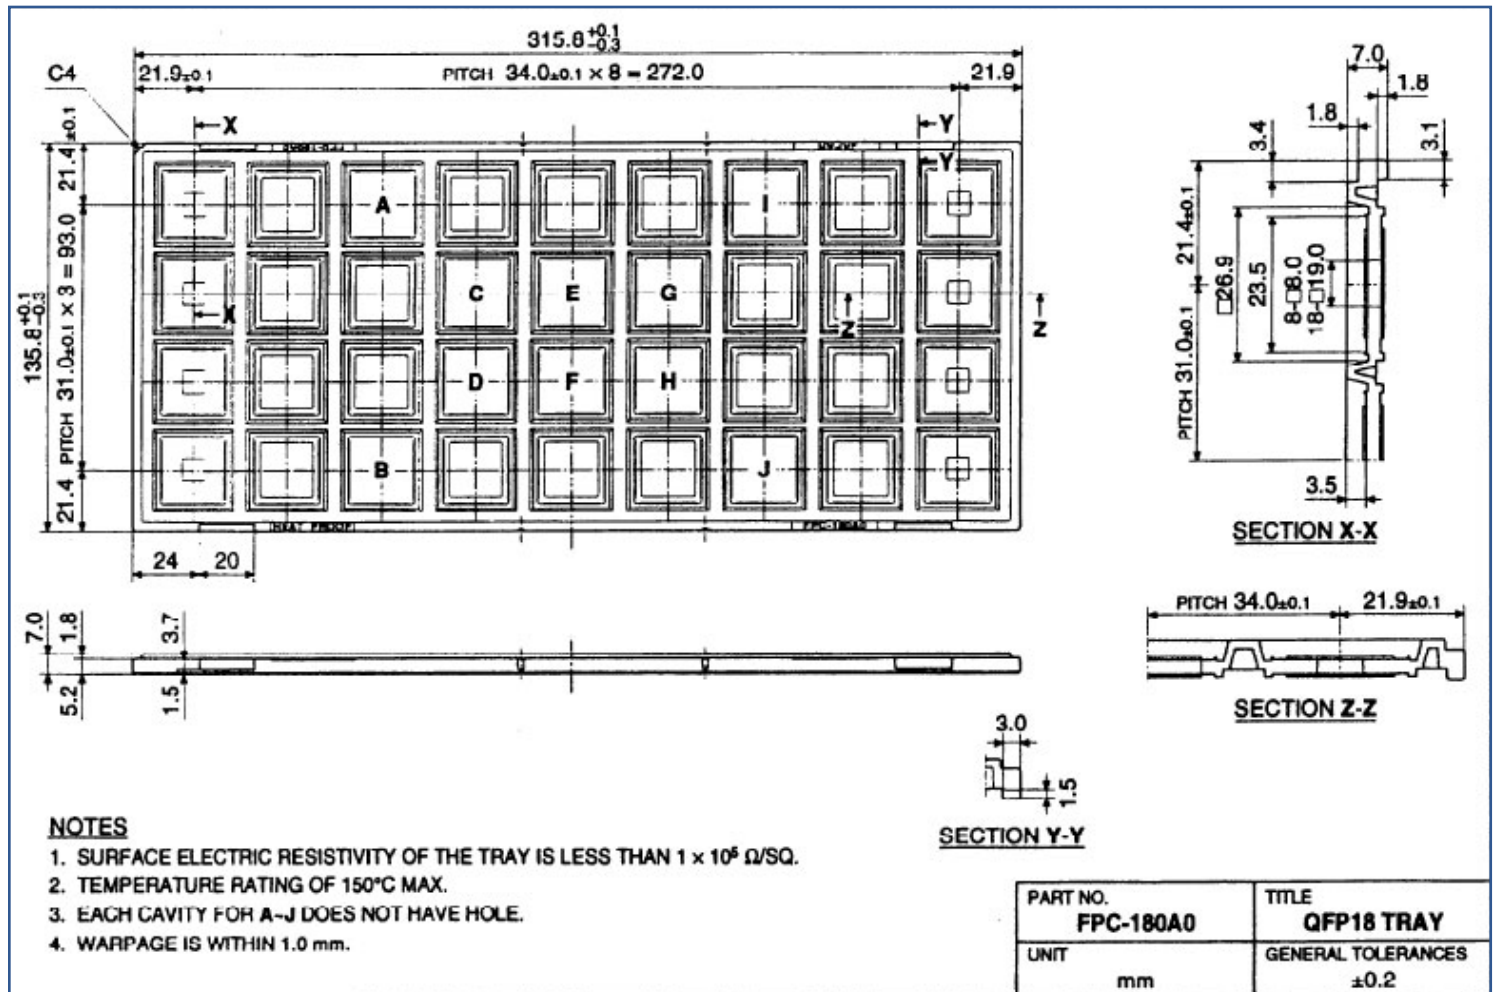 315.8 +0.1 -0.3
C4
21.9±0.1
PITCH 34.0±0.1 × 8 = 272.0
21.9
X
Y
Y
A
I
C
E
G
X
Z
Z
D
F
H
B
J
HEAT PROOF
FPC-180A0
21.4 ±0.1
135.8 +0.1 -0.3
PITCH 31.0±0.1 × 3 = 93.0
21.4
24
20
7.0
1.8
3.7
5.2
1.5
7.0
1.8
1.8
3.4
3.1
21.4±0.1
PITCH 31.0±0.1
□26.9
23.5
8-□8.0
18-□19.0
3.5
SECTION X-X
PITCH 34.0±0.1
21.9±0.1
SECTION Z-Z
3.0
1.5
SECTION Y-Y
NOTES
1. SURFACE ELECTRIC RESISTIVITY OF THE TRAY IS LESS THAN 1 × 10⁵ Ω/SQ.
2. TEMPERATURE RATING OF 150°C MAX.
3. EACH CAVITY FOR A~J DOES NOT HAVE HOLE.
4. WARPAGE IS WITHIN 1.0 mm.
PART NO.
FPC-180A0
TITLE
QFP18 TRAY
UNIT
mm
GENERAL TOLERANCES
±0.2